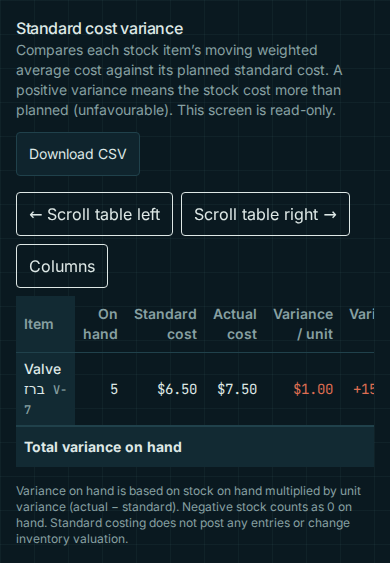 Standard cost variance
Compares each stock item's moving weighted
average cost against its planned standard cost. A
positive variance means the stock cost more than
planned (unfavourable). This screen is read-only.
Download CSV
← Scroll table left
Scroll table right →
Columns
Item
On hand
Standard cost
Actual cost
Variance / unit
Vari
Valve ברז V-7
5
$6.50
$7.50
$1.00
+15
Total variance on hand
Variance on hand is based on stock on hand multiplied by unit
variance (actual − standard). Negative stock counts as 0 on
hand. Standard costing does not post any entries or change
inventory valuation.